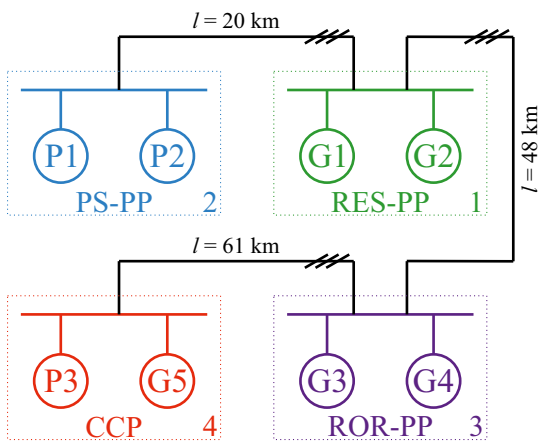 l = 20 km
P1 P2
G1 G2
PS-PP 2
RES-PP 1
l = 48 km
l = 61 km
P3 G5
G3 G4
CCP 4
ROR-PP 3